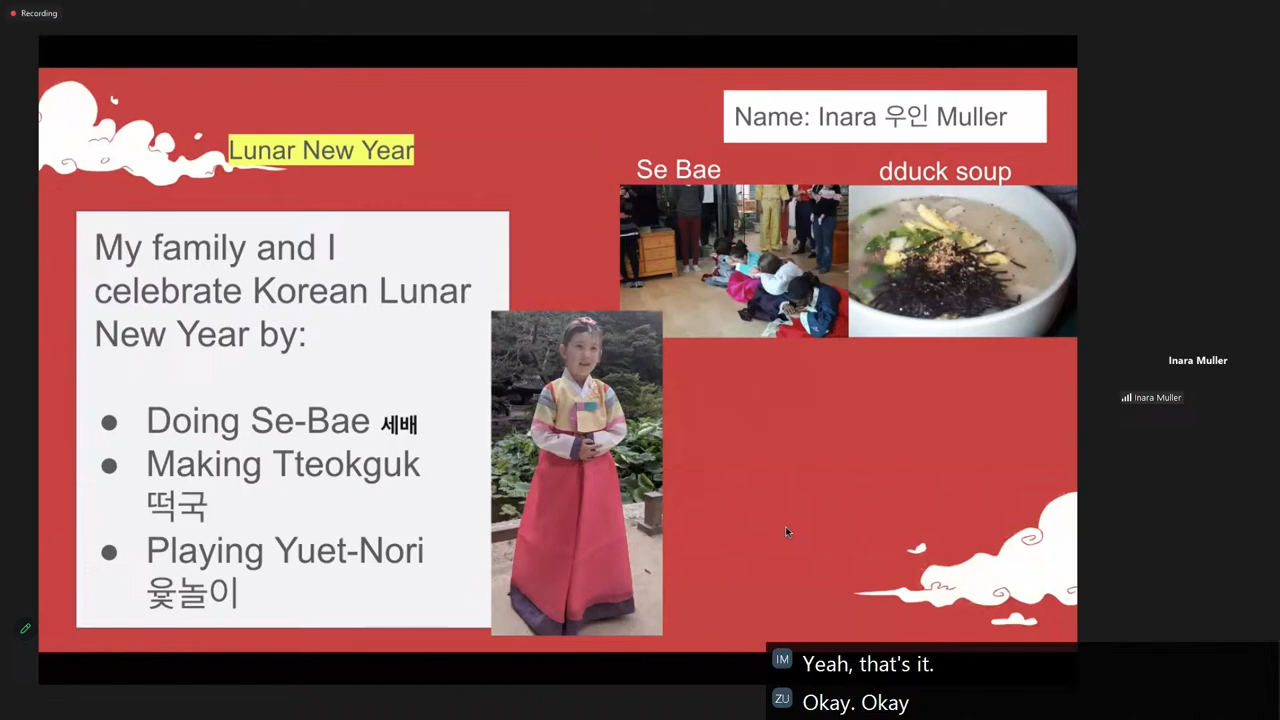 Recording
Name: Inara 우인 Muller
Lunar New Year
Se Bae
dduck soup
My family and I
celebrate Korean Lunar
New Year by:
● Doing Se-Bae 세배
● Making Tteokguk
떡국
● Playing Yuet-Nori
윷놀이
Inara Muller
Inara Muller
IM Yeah, that's it.
ZU Okay. Okay